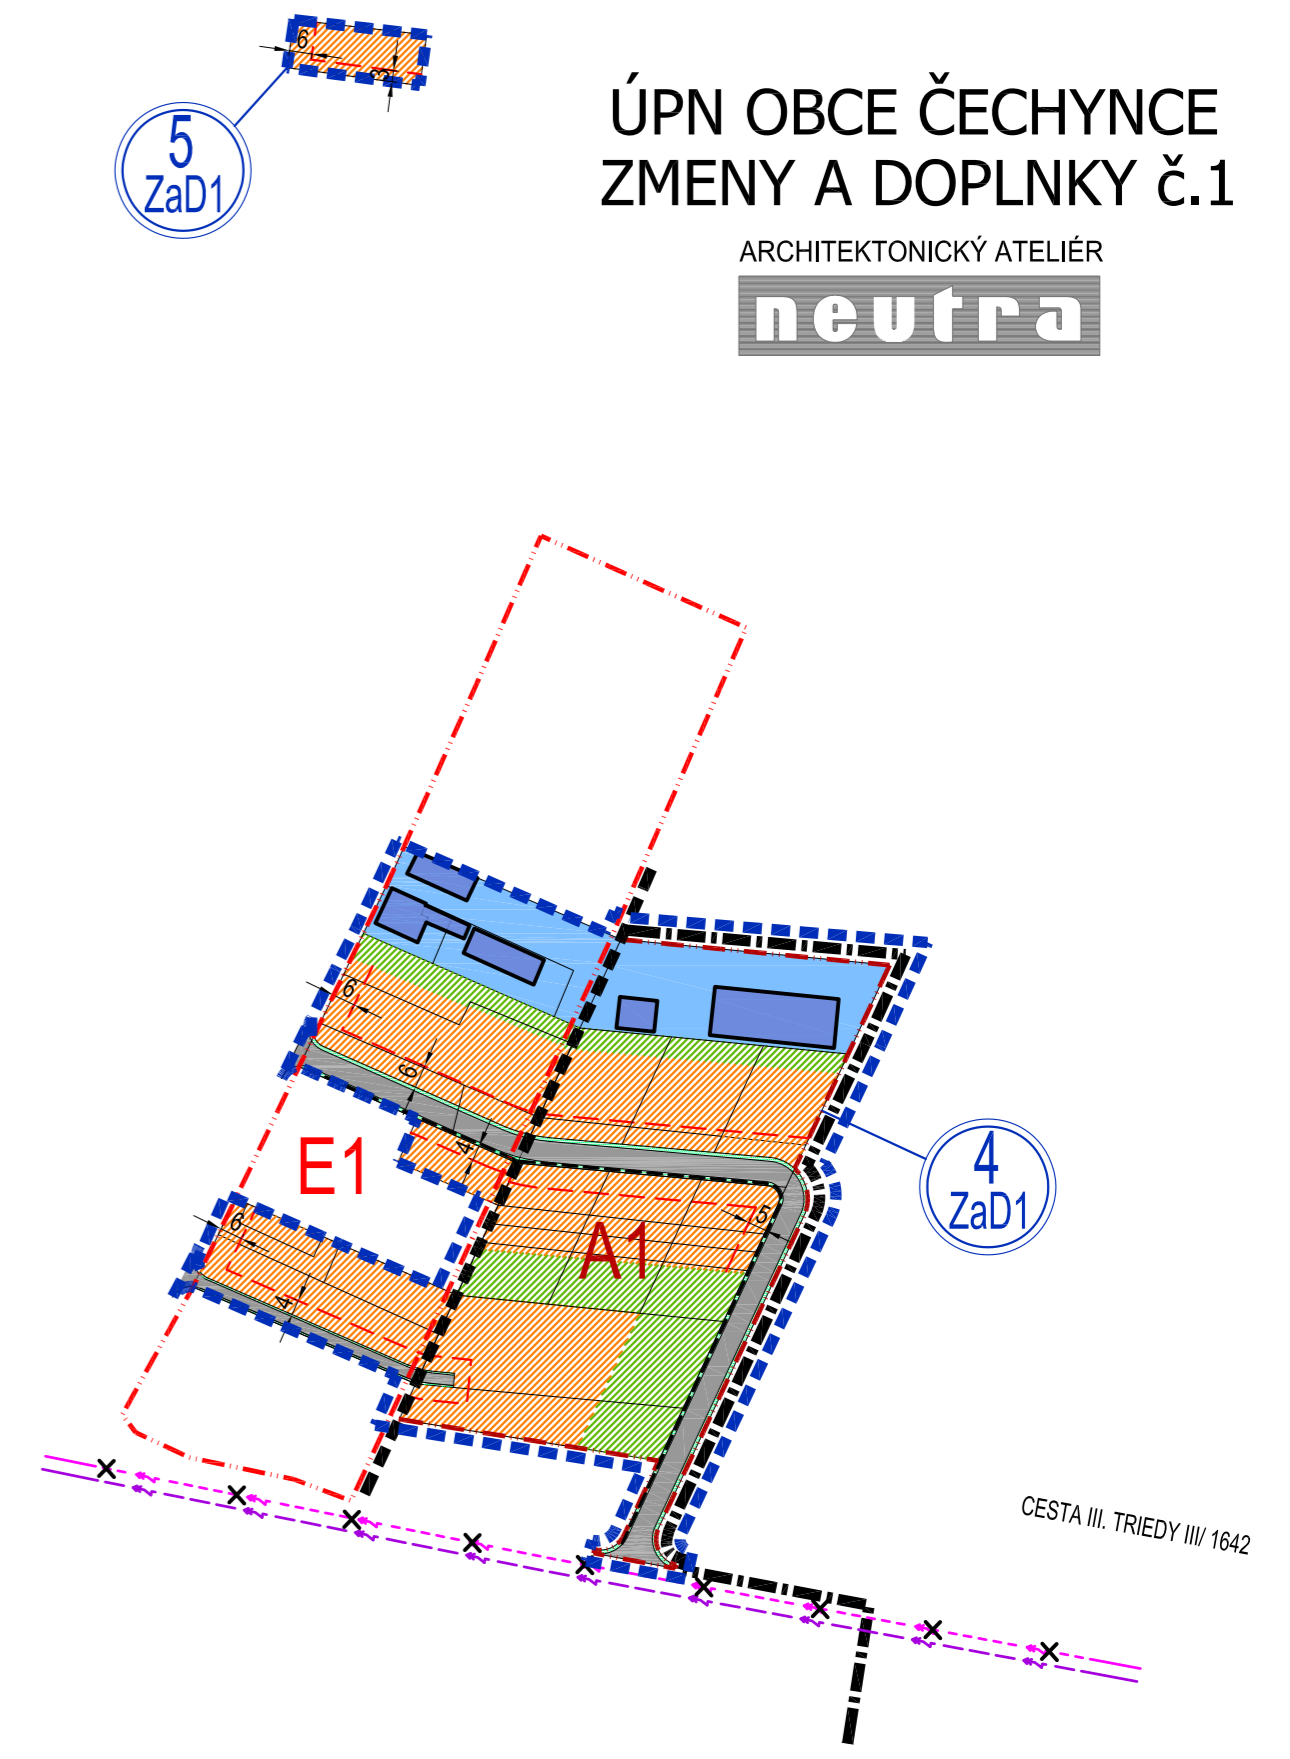 6
3
5
ZaD1
ÚPN OBCE ČECHYNCE
ZMENY A DOPLNKY č.1
ARCHITEKTONICKÝ ATELIÉR
neutra
6
6
4
E1
4
ZaD1
5
A1
6
4
CESTA III. TRIEDY III/ 1642